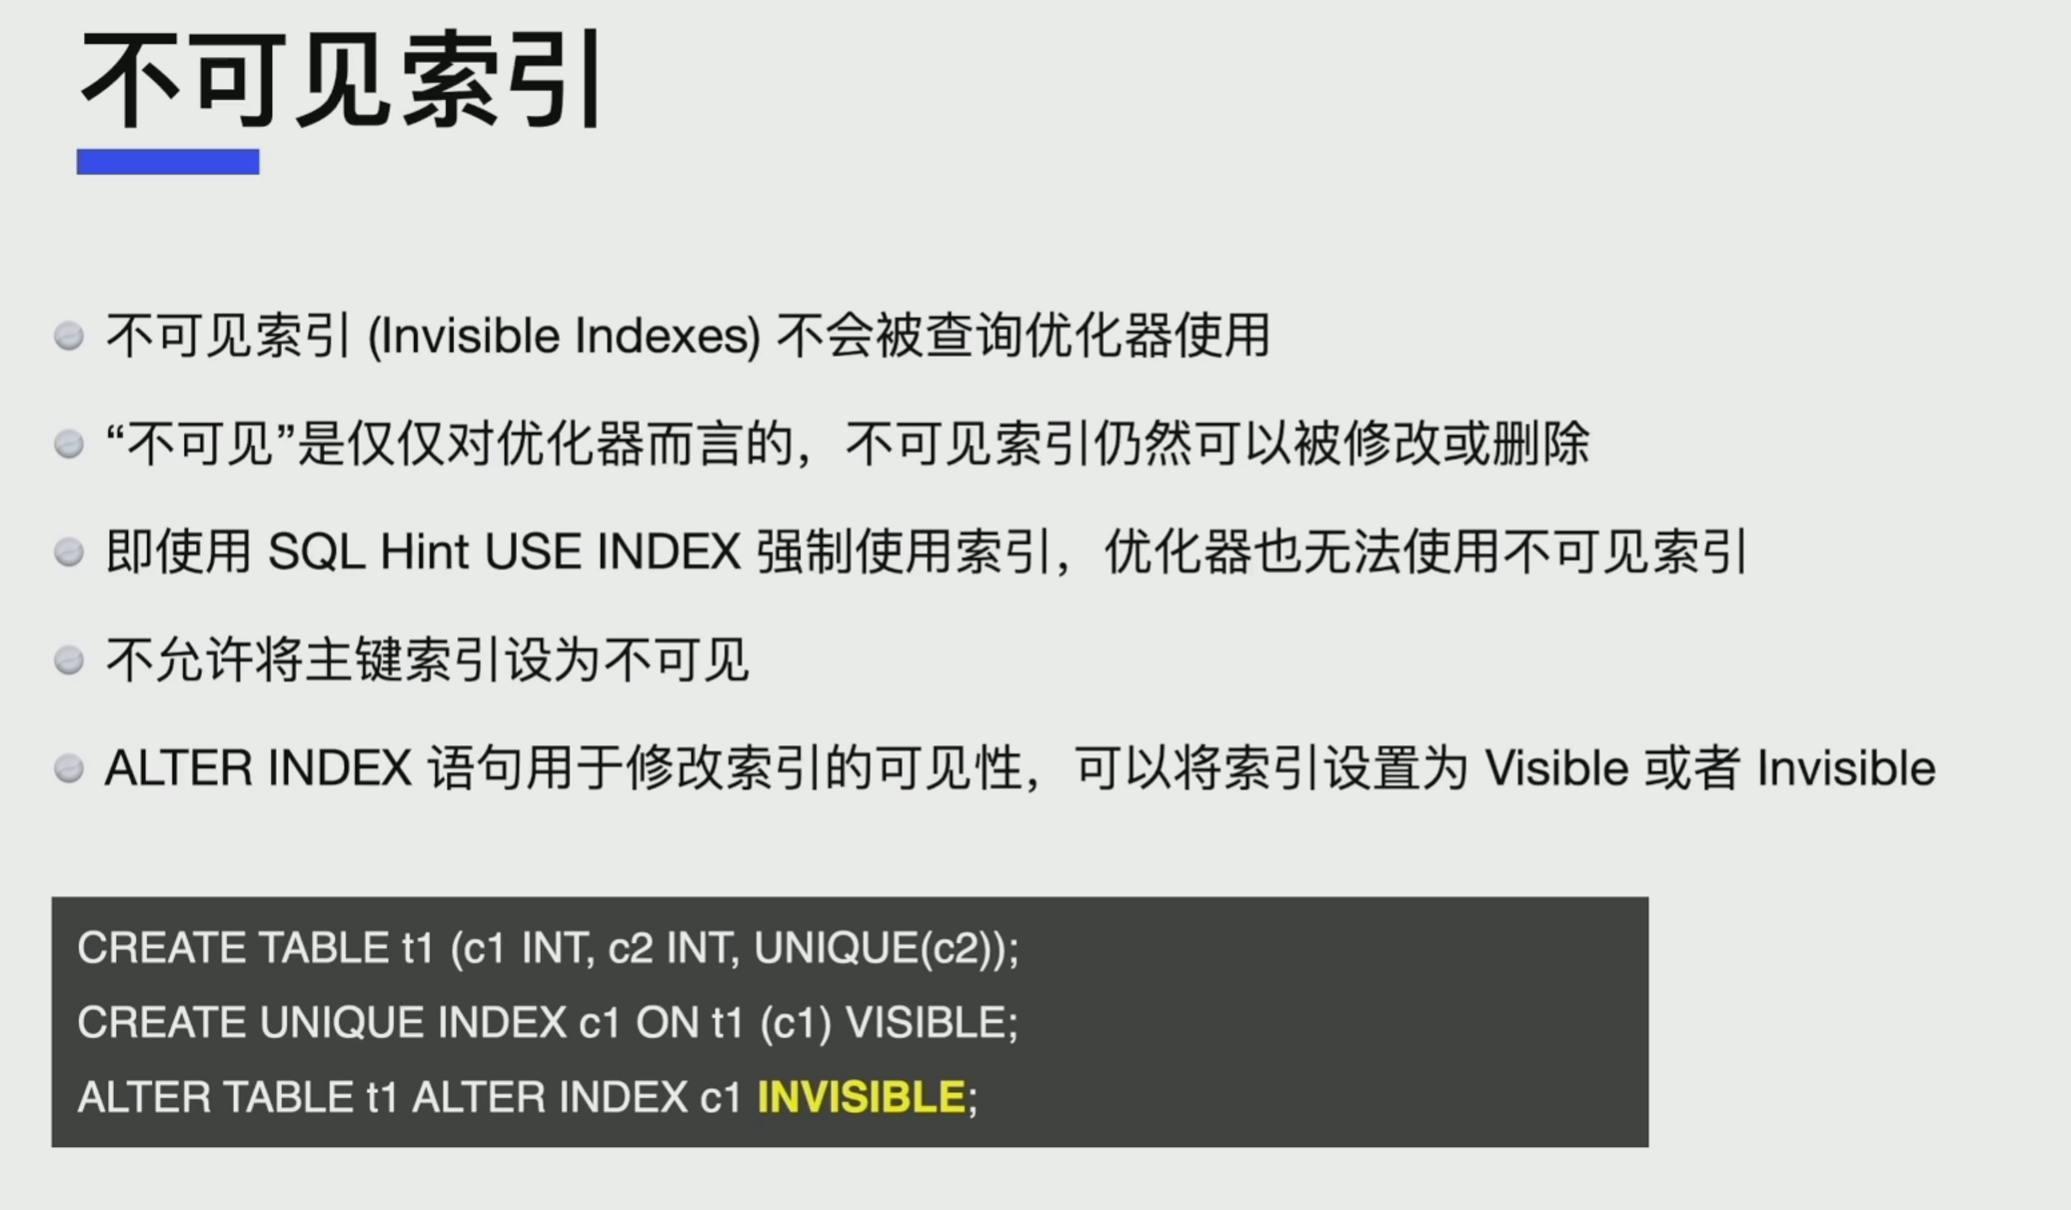 不可见索引
不可见索引 (Invisible Indexes) 不会被查询优化器使用
“不可见”是仅仅对优化器而言的，不可见索引仍然可以被修改或删除
即使用 SQL Hint USE INDEX 强制使用索引，优化器也无法使用不可见索引
不允许将主键索引设为不可见
ALTER INDEX 语句用于修改索引的可见性，可以将索引设置为 Visible 或者 Invisible
CREATE TABLE t1 (c1 INT, c2 INT, UNIQUE(c2));
CREATE UNIQUE INDEX c1 ON t1 (c1) VISIBLE;
ALTER TABLE t1 ALTER INDEX c1 INVISIBLE;